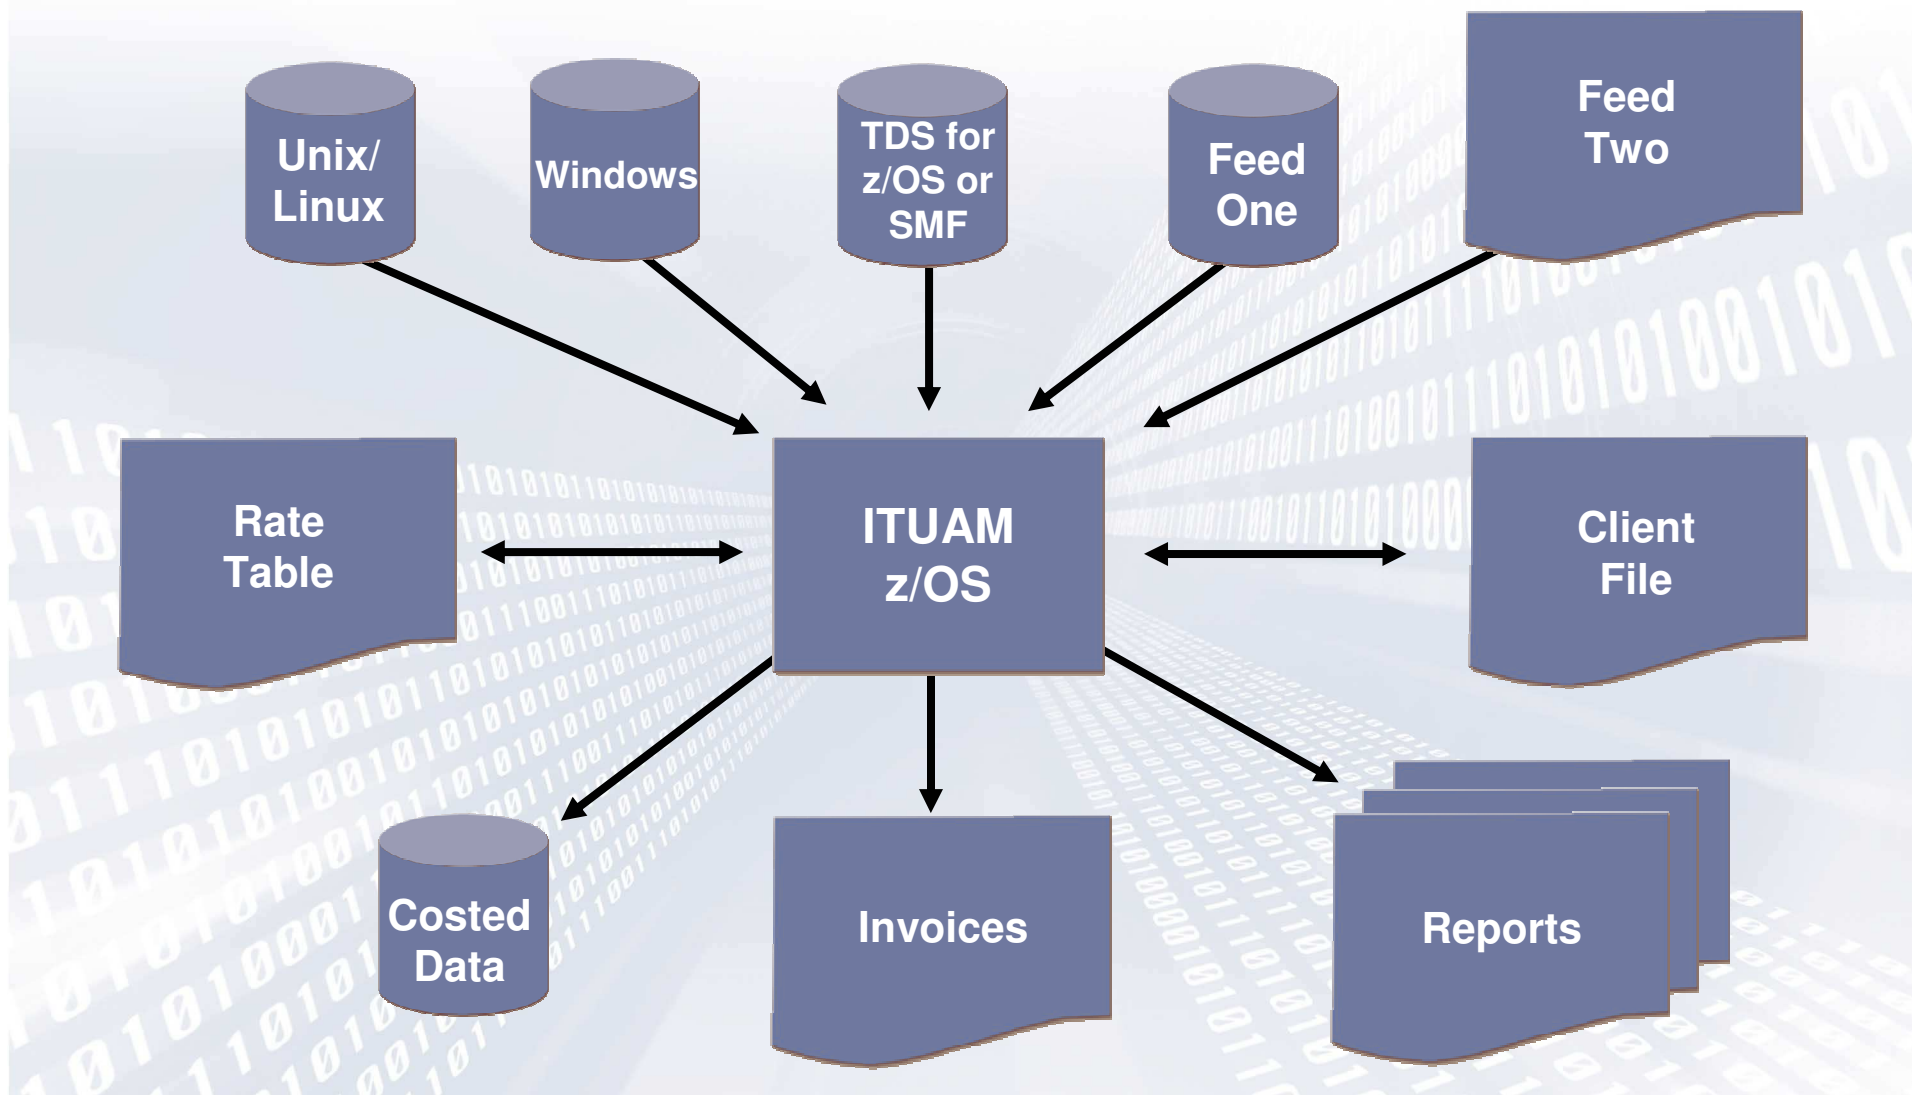 Unix/
Linux
Windows
TDS for
z/OS or
SMF
Feed
One
Feed
Two
Rate
Table
ITUAM
z/OS
Client
File
Costed
Data
Invoices
Reports